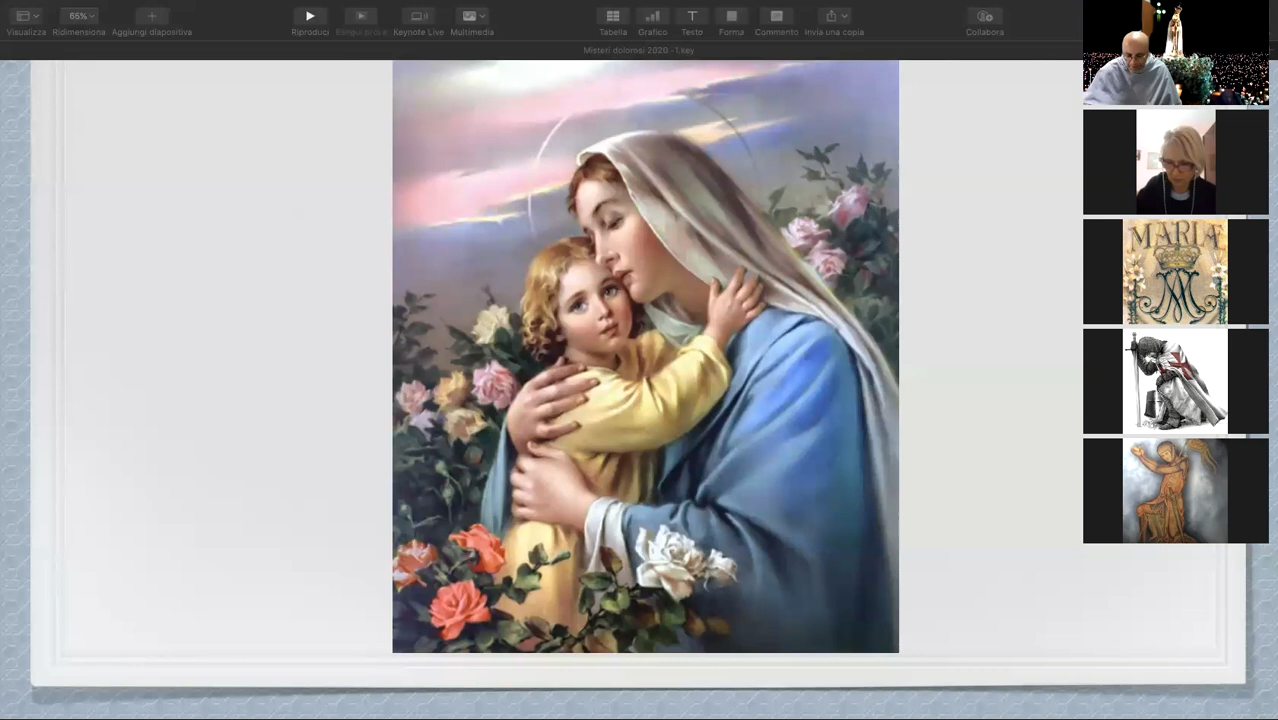 Visualizza
66%
Ridimensiona
Aggiungi diapositiva
Riproduci
Keynote Live
Multimedia
Tabella
Grafico
Testo
Forma
Commento
Invia una copia
Collabora
Misteri dolorosi 2020 -1.key
MARIA